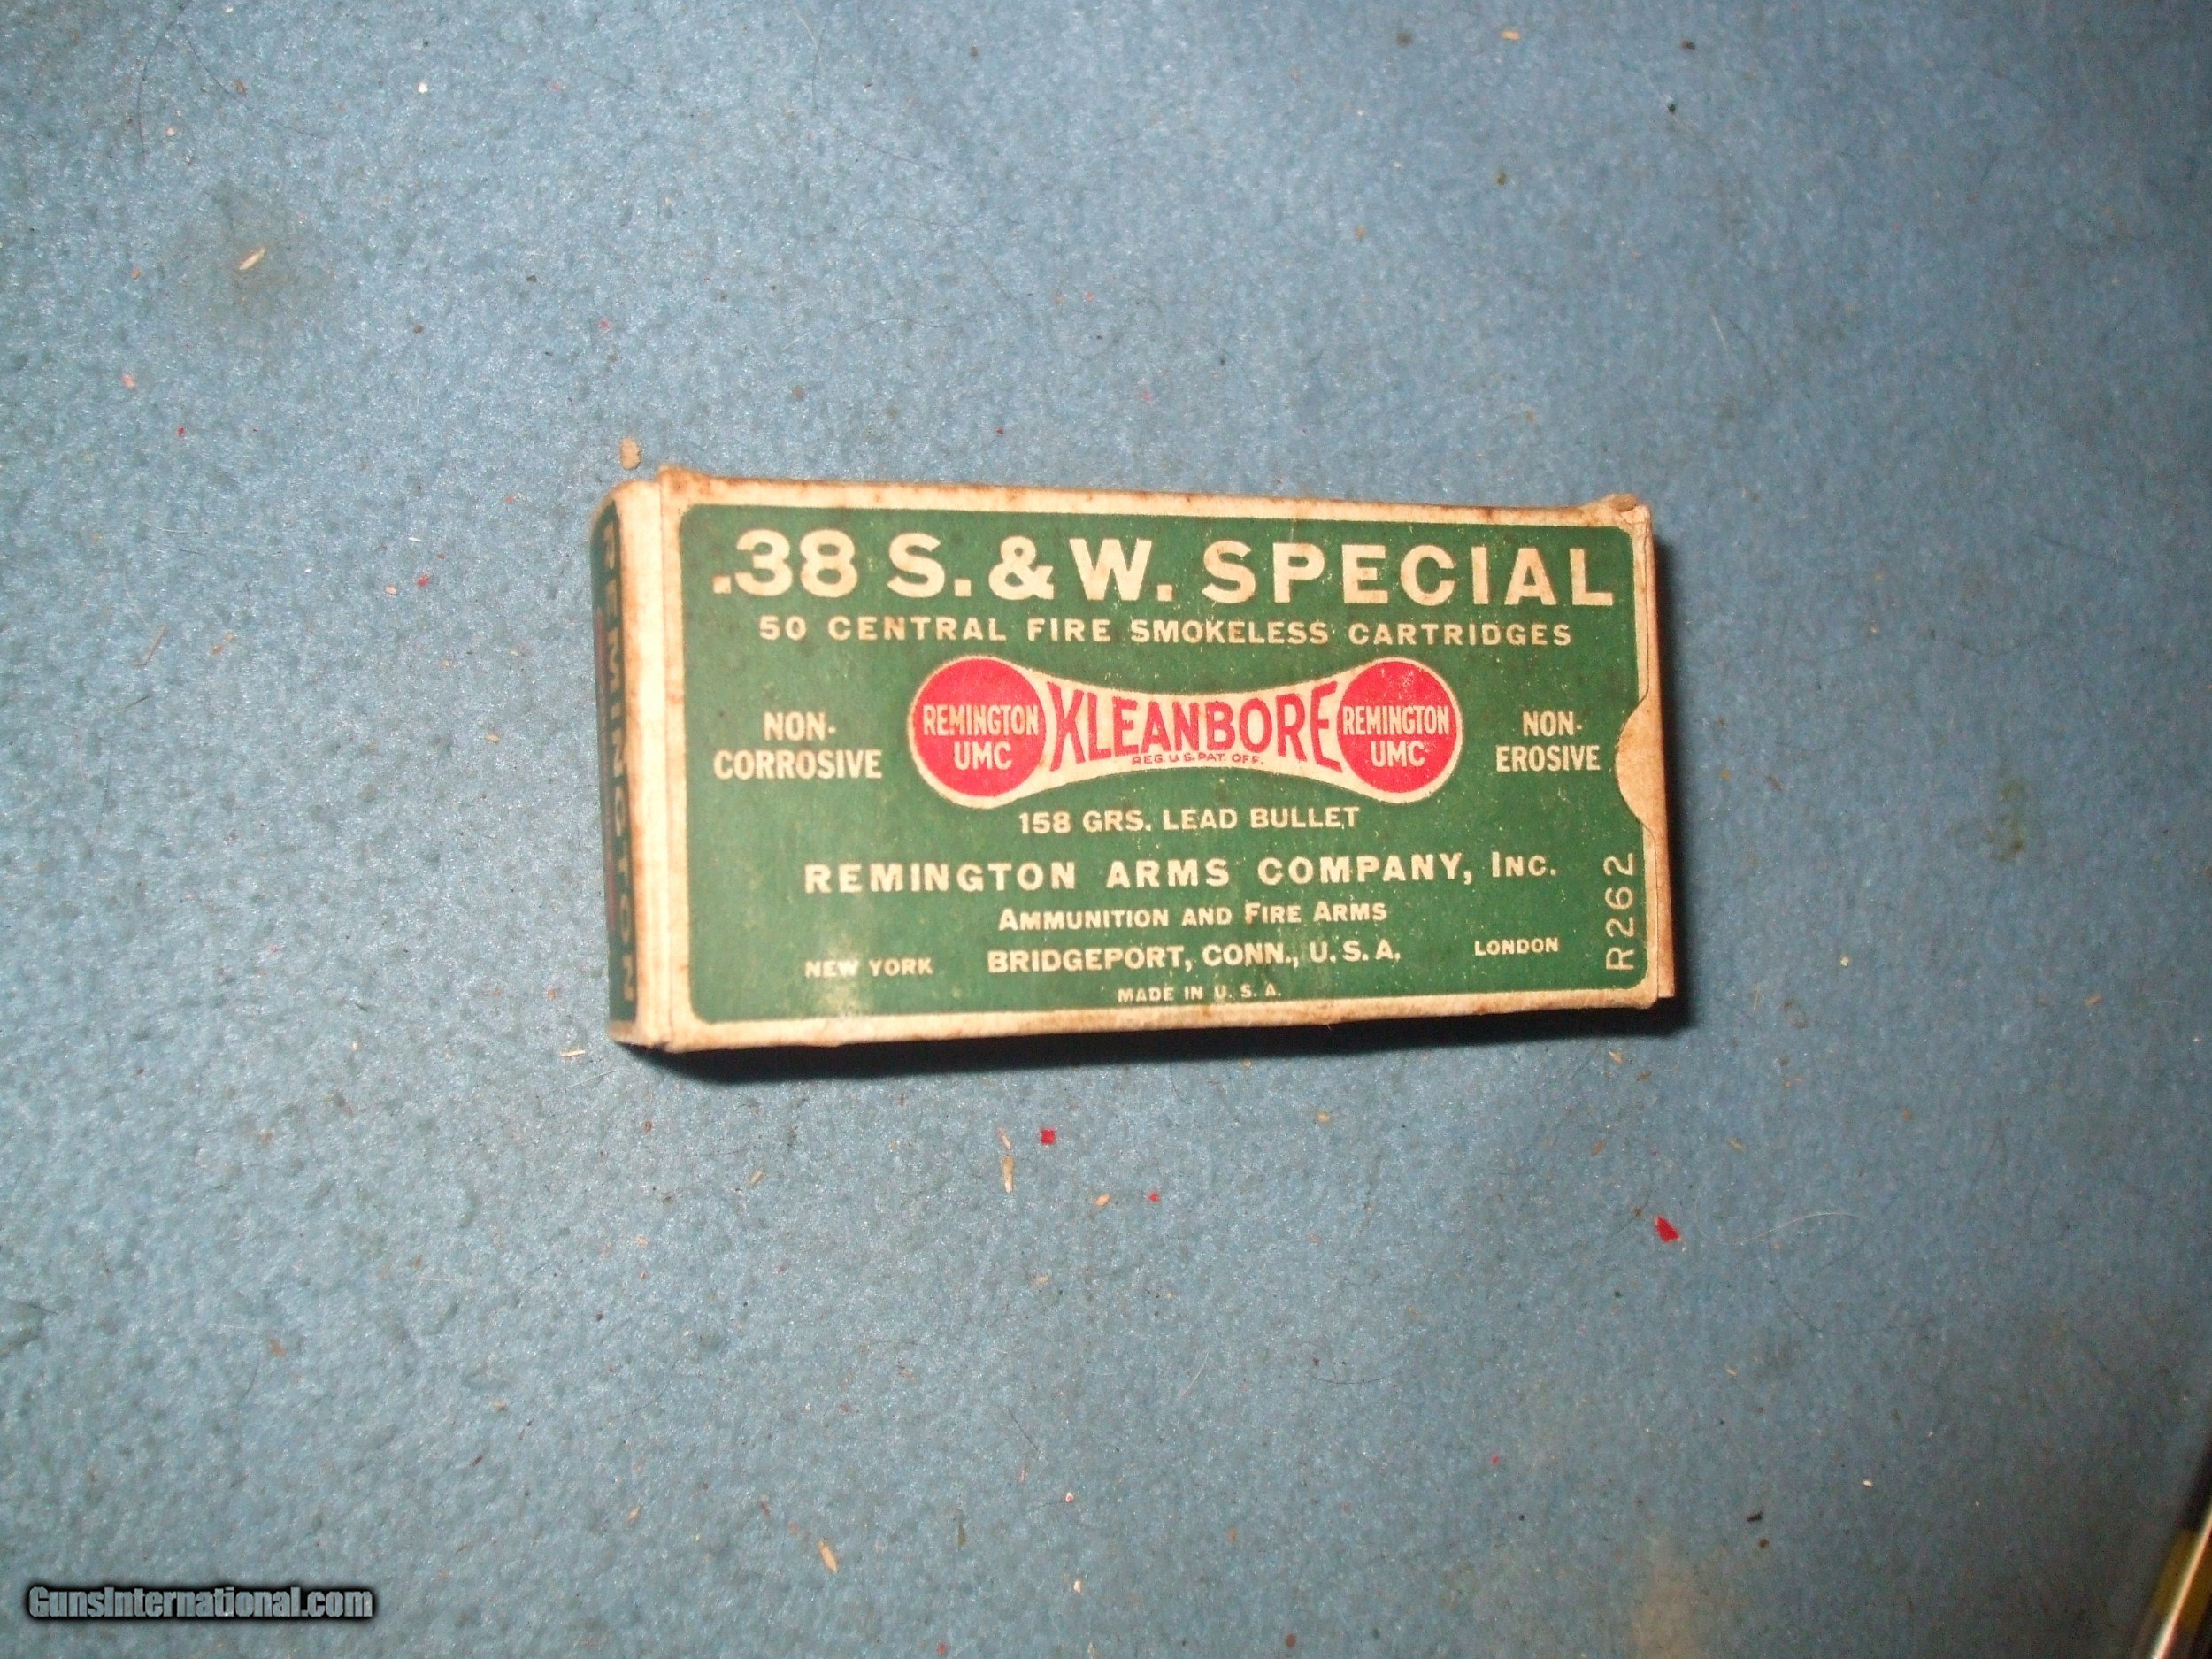 .38 S. & W. SPECIAL
50 CENTRAL FIRE SMOKELESS CARTRIDGES
NON-
CORROSIVE
REMINGTON
UMC
KLEANBORE
REG. U.S. PAT. OFF.
REMINGTON
UMC
NON-
EROSIVE
158 GRS. LEAD BULLET
REMINGTON ARMS COMPANY, INC.
AMMUNITION AND FIRE ARMS
NEW YORK BRIDGEPORT, CONN., U.S.A. LONDON
MADE IN U. S. A.
R262
REMINGTON
GunsInternational.com